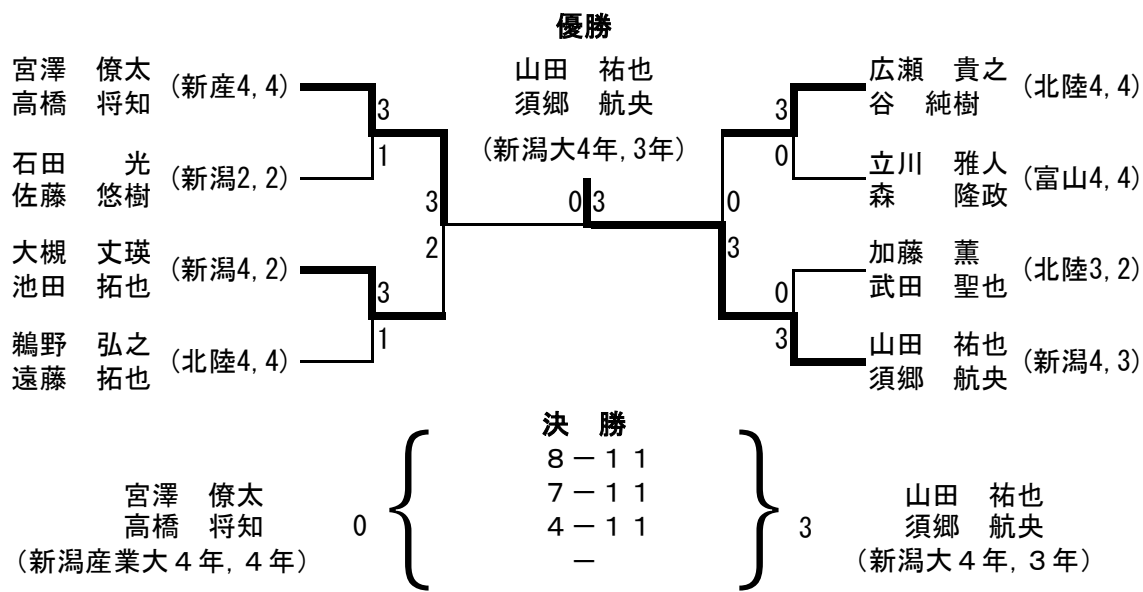 優勝
山田　祐也
須郷　航央
(新潟大4年, 3年)
宮澤　僚太
高橋　将知
(新産4, 4)
石田　　光
佐藤　悠樹
(新潟2, 2)
大槻　丈瑛
池田　拓也
(新潟4, 2)
鵜野　弘之
遠藤　拓也
(北陸4, 4)
3
1
3
1
3
2
0
3
広瀬　貴之
谷　純樹
(北陸4, 4)
立川　雅人
森　　隆政
(富山4, 4)
加藤　薫
武田　聖也
(北陸3, 2)
山田　祐也
須郷　航央
(新潟4, 3)
3
0
0
3
0
3
決　勝
８－１１
７－１１
４－１１
－
宮澤　僚太
高橋　将知
(新潟産業大４年, ４年)
0
3
山田　祐也
須郷　航央
(新潟大４年, ３年)